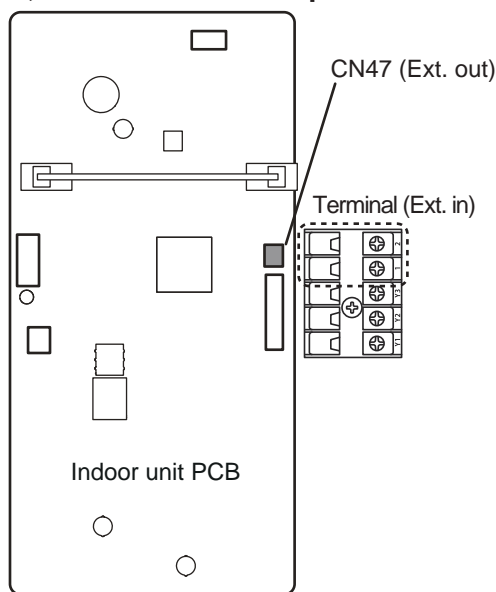 CN47 (Ext. out)
Terminal (Ext. in)
2
1
Y3
Y2
Y1
Indoor unit PCB